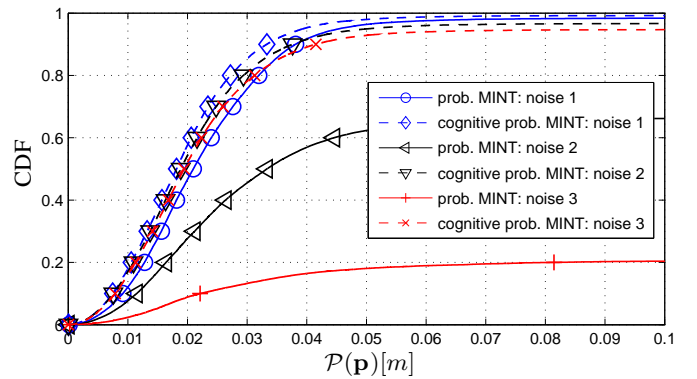 1
0.8
0.6
0.4
0.2
0
CDF
prob. MINT: noise 1
cognitive prob. MINT: noise 1
prob. MINT: noise 2
cognitive prob. MINT: noise 2
prob. MINT: noise 3
cognitive prob. MINT: noise 3
0 0.01 0.02 0.03 0.04 0.05 0.06 0.07 0.08 0.09 0.1
𝒫(𝐩)[m]